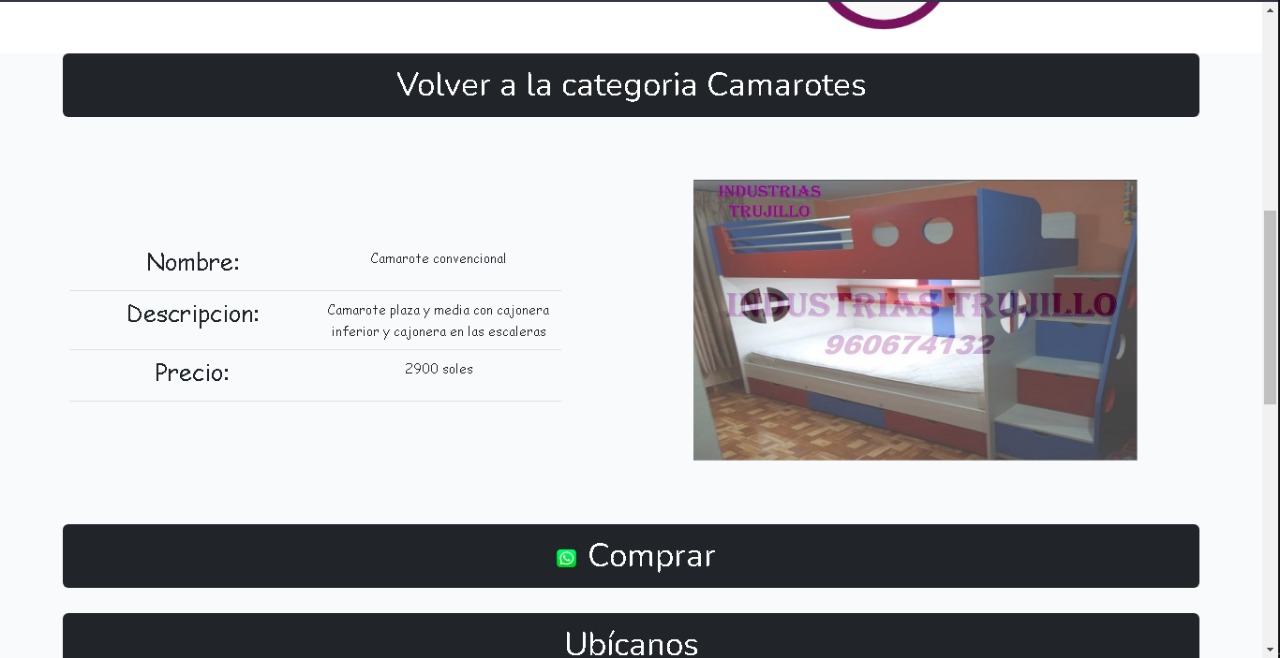 Volver a la categoria Camarotes
INDUSTRIAS
TRUJILLO
Nombre:
Camarote convencional
Descripcion:
Camarote plaza y media con cajonera
inferior y cajonera en las escaleras
Precio:
2900 soles
INDUSTRIAS TRUJILLO
960674132
Comprar
Ubícanos